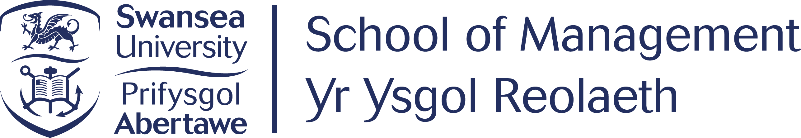 Swansea
University
Prifysgol
Abertawe
School of Management
Yr Ysgol Reolaeth